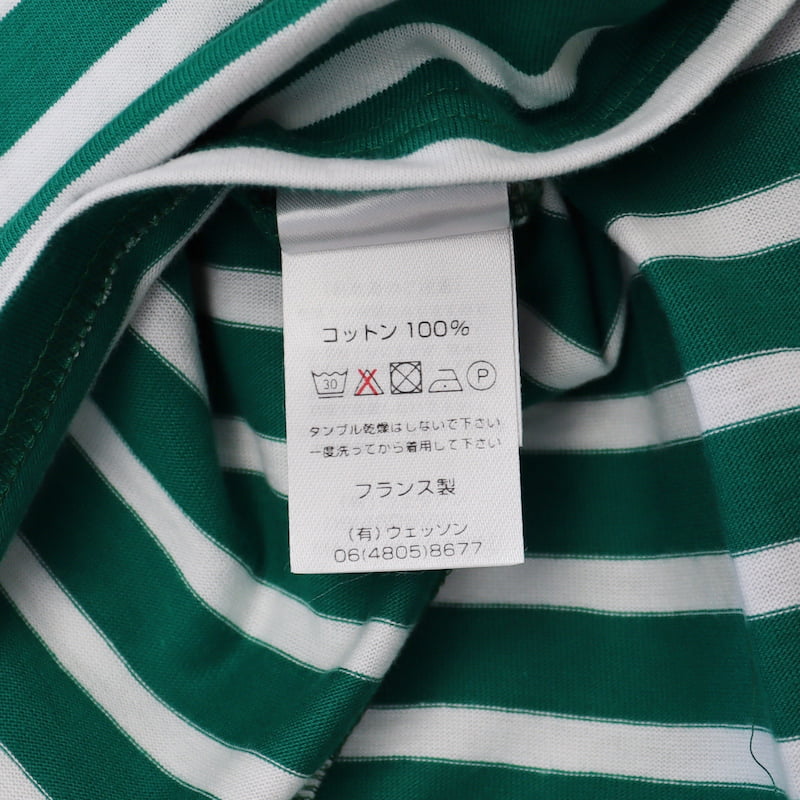 コットン 100%
30 P
タンブル乾燥はしないで下さい
一度洗ってから着用して下さい
フランス製
(有)ウェッソン
06(4805)8677